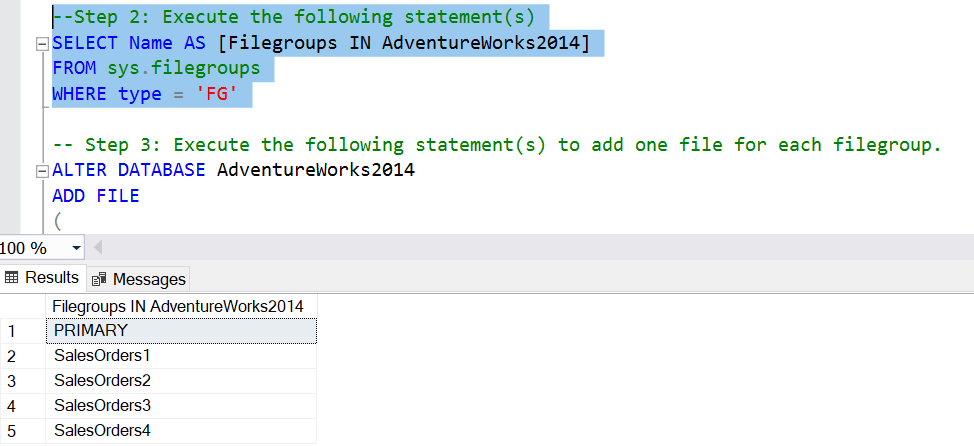 --Step 2: Execute the following statement(s)
SELECT Name AS [Filegroups IN AdventureWorks2014]
FROM sys.filegroups
WHERE type = 'FG'
-- Step 3: Execute the following statement(s) to add one file for each filegroup.
ALTER DATABASE AdventureWorks2014
ADD FILE
(
100 %
Results Messages
Filegroups IN AdventureWorks2014
1 PRIMARY
2 SalesOrders1
3 SalesOrders2
4 SalesOrders3
5 SalesOrders4